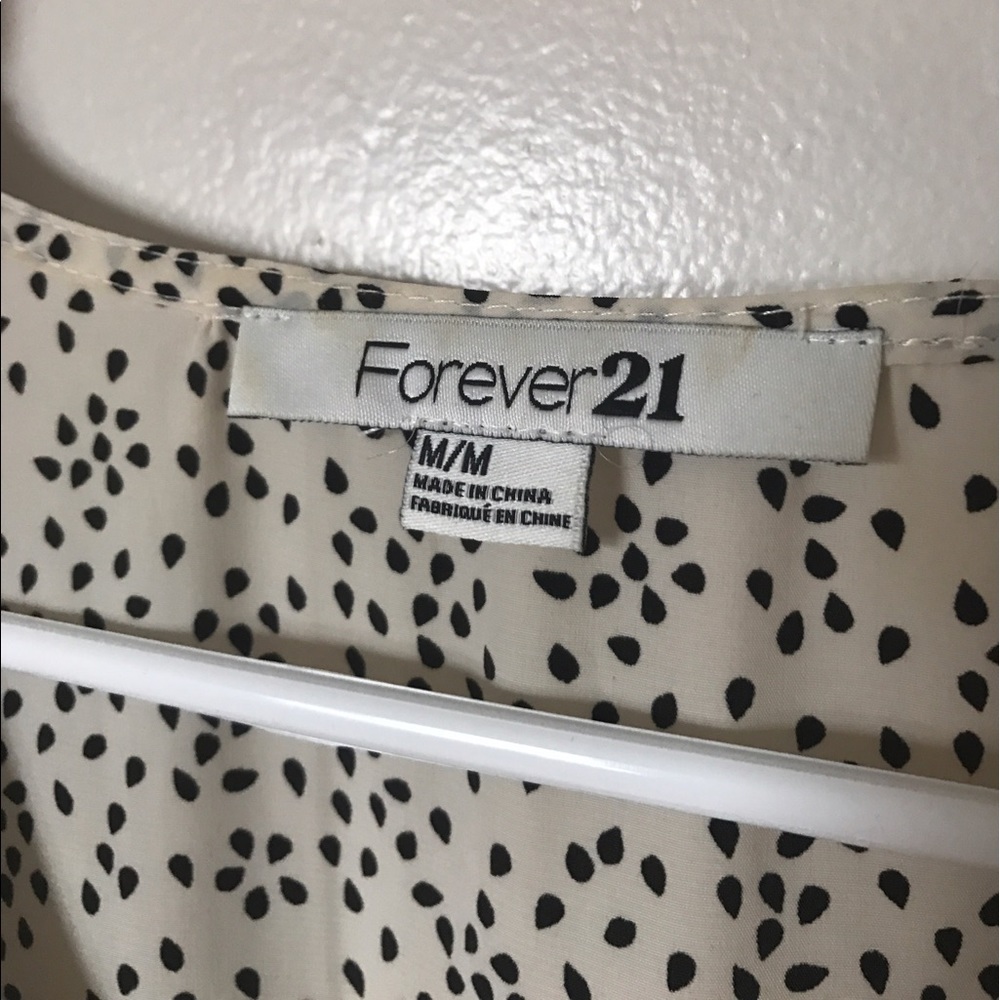 Forever21
M/M
MADE IN CHINA
FABRIQUÉ EN CHINE